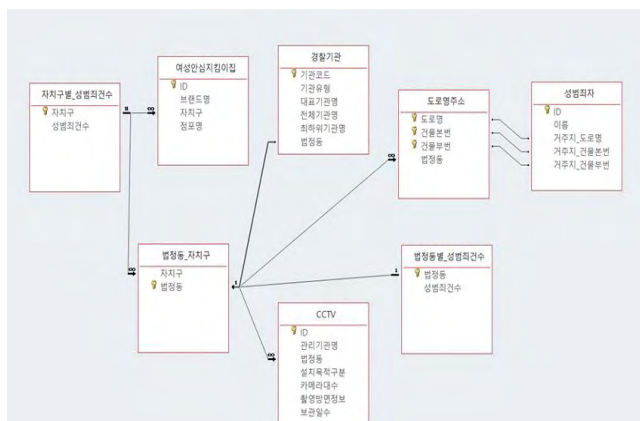 자치구별_성범죄건수
자치구
성범죄건수
여성안심지킴이집
ID
브랜드명
자치구
점포명
경찰기관
기관코드
기관유형
대표기관명
전체기관명
최하위기관명
법정동
도로명주소
도로명
건물본번
건물부번
법정동
성범죄자
ID
이름
거주지_도로명
거주지_건물본번
거주지_건물부번
법정동_자치구
자치구
법정동
법정동별_성범죄건수
법정동
성범죄건수
CCTV
ID
관리기관명
법정동
설치목적구분
카메라대수
촬영방면정보
보관일수